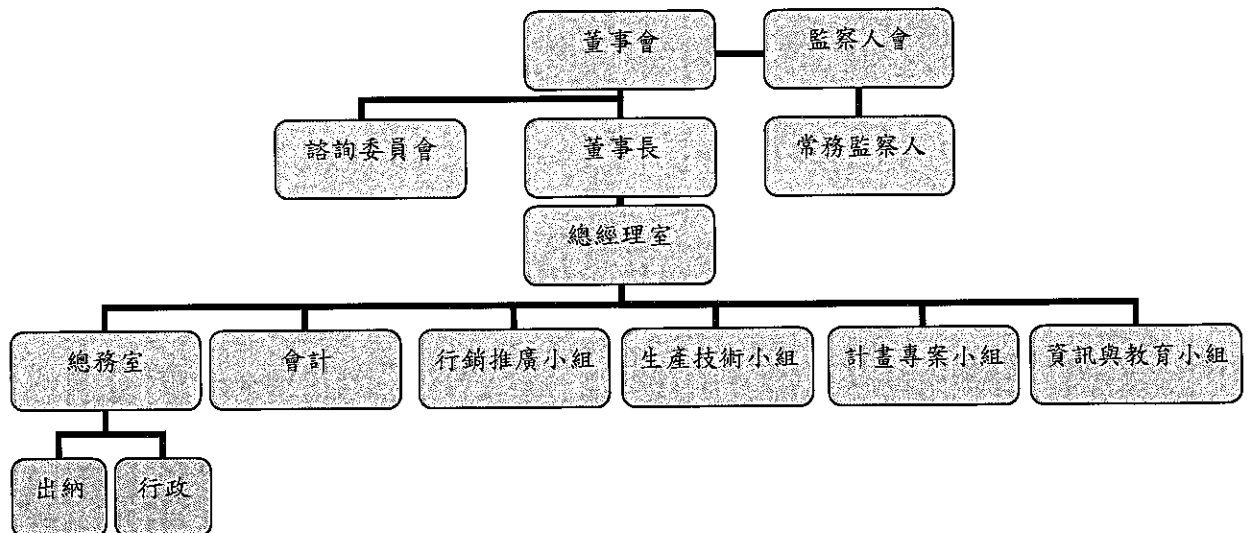 董事會
監察人會
諮詢委員會
董事長
常務監察人
總經理室
總務室
會計
行銷推廣小組
生產技術小組
計畫專案小組
資訊與教育小組
出納
行政